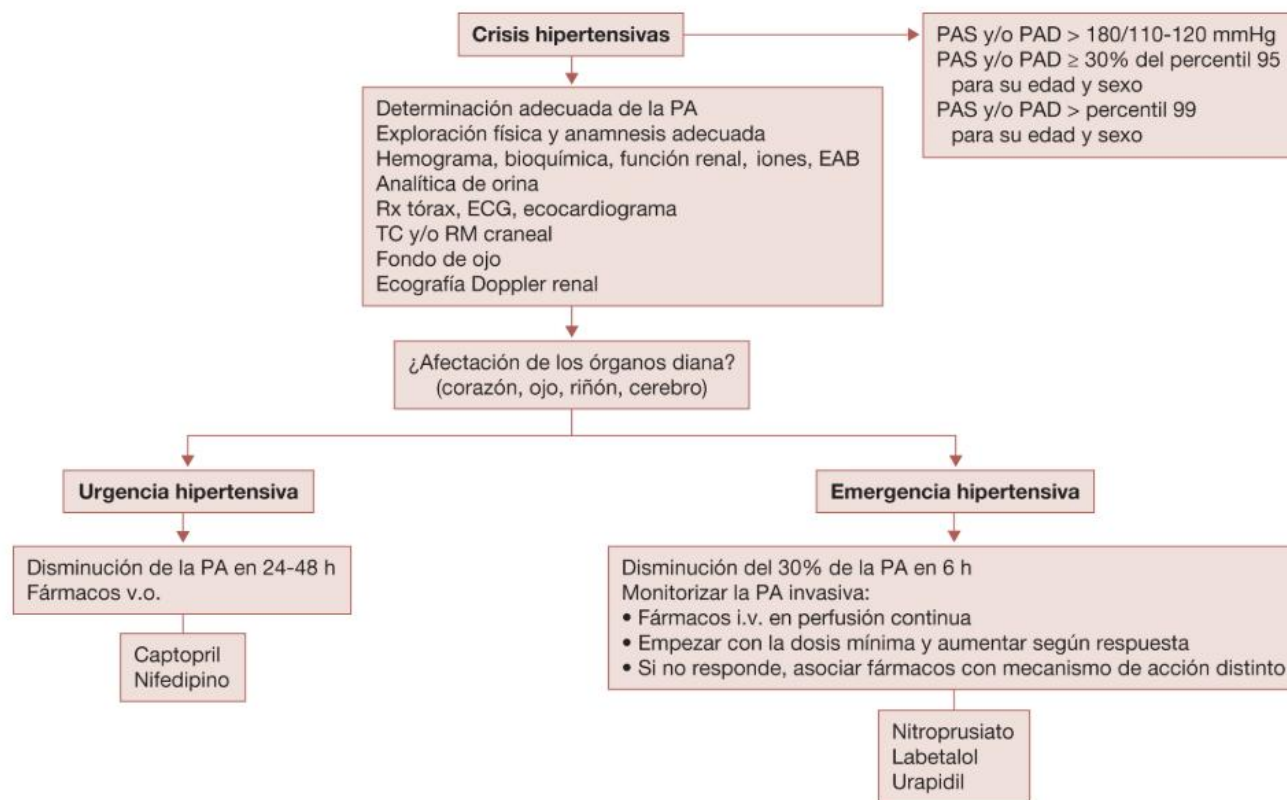 Crisis hipertensivas
PAS y/o PAD > 180/110-120 mmHg
PAS y/o PAD ≥ 30% del percentil 95
para su edad y sexo
PAS y/o PAD > percentil 99
para su edad y sexo
Determinación adecuada de la PA
Exploración física y anamnesis adecuada
Hemograma, bioquímica, función renal, iones, EAB
Analítica de orina
Rx tórax, ECG, ecocardiograma
TC y/o RM craneal
Fondo de ojo
Ecografía Doppler renal
¿Afectación de los órganos diana?
(corazón, ojo, riñón, cerebro)
Urgencia hipertensiva
Disminución de la PA en 24-48 h
Fármacos v.o.
Captopril
Nifedipino
Emergencia hipertensiva
Disminución del 30% de la PA en 6 h
Monitorizar la PA invasiva:
• Fármacos i.v. en perfusión continua
• Empezar con la dosis mínima y aumentar según respuesta
• Si no responde, asociar fármacos con mecanismo de acción distinto
Nitroprusiato
Labetalol
Urapidil